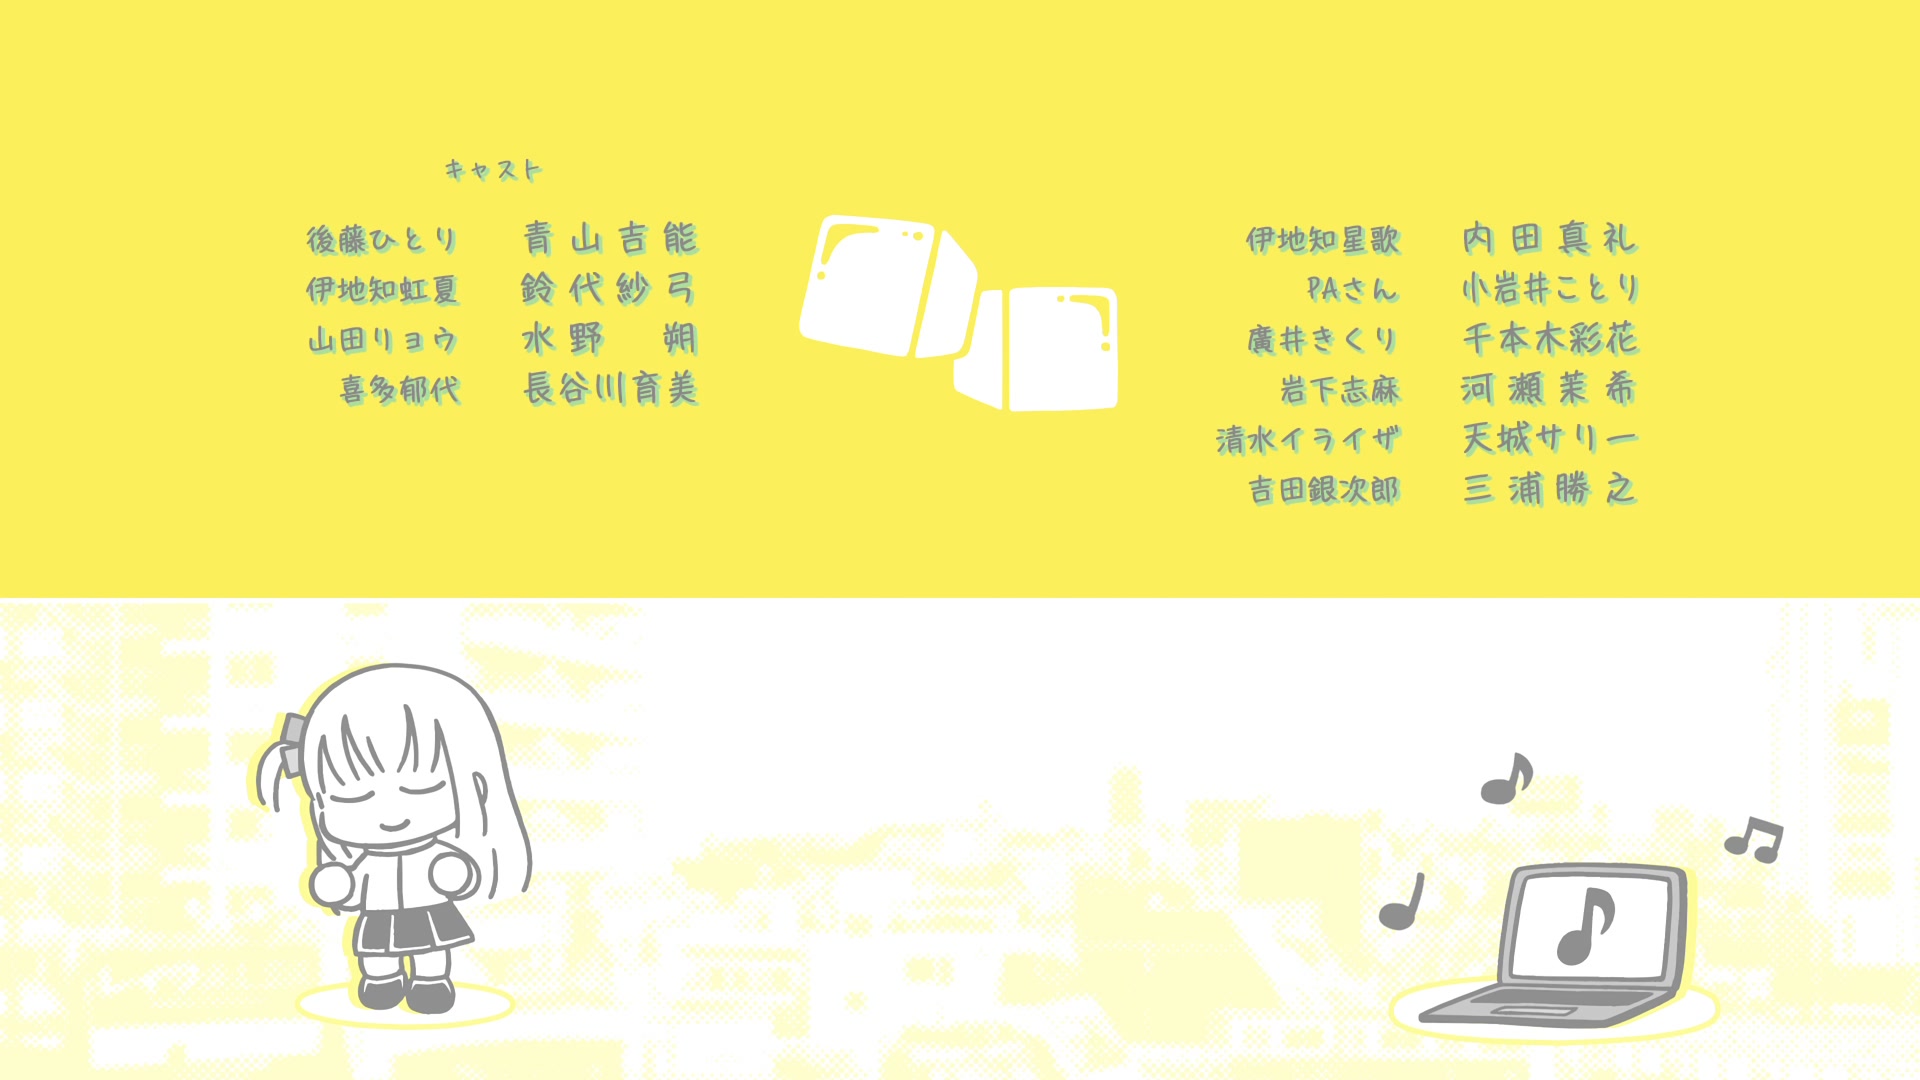 キャスト
後藤ひとり 青山吉能
伊地知虹夏 鈴代紗弓
山田リョウ 水野 朔
喜多郁代 長谷川育美
伊地知星歌 内田真礼
PAさん 小岩井ことり
廣井きくり 千本木彩花
岩下志麻 河瀬茉希
清水イライザ 天城サリー
吉田銀次郎 三浦勝之